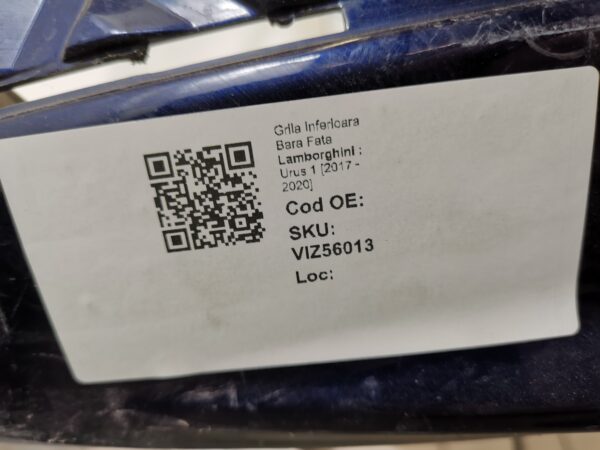 Grila Inferioara
Bara Fata
Lamborghini :
Urus 1 [2017 -
2020]
Cod OE:
SKU:
VIZ56013
Loc: